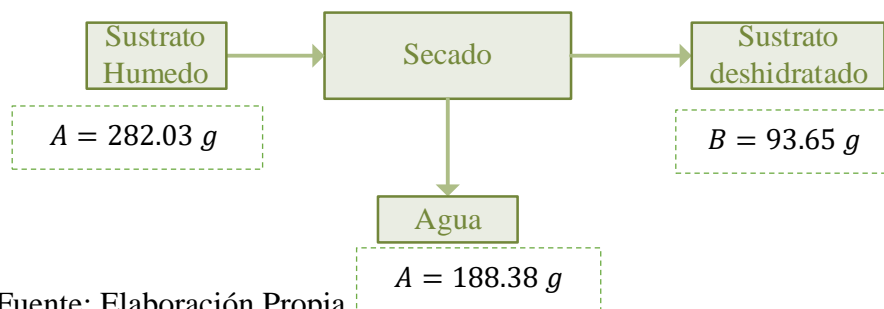 Sustrato
Humedo
Secado
Sustrato
deshidratado
A = 282.03 g
B = 93.65 g
Agua
A = 188.38 g
Fuente: Elaboración Propia